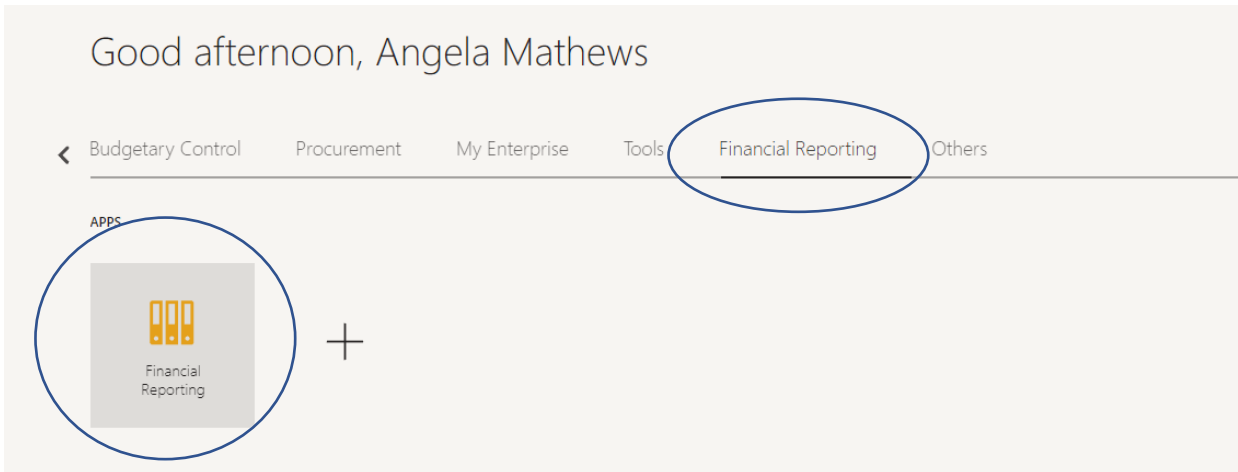 Good afternoon, Angela Mathews
Budgetary Control Procurement My Enterprise Tools Financial Reporting Others
APPS
Financial
Reporting